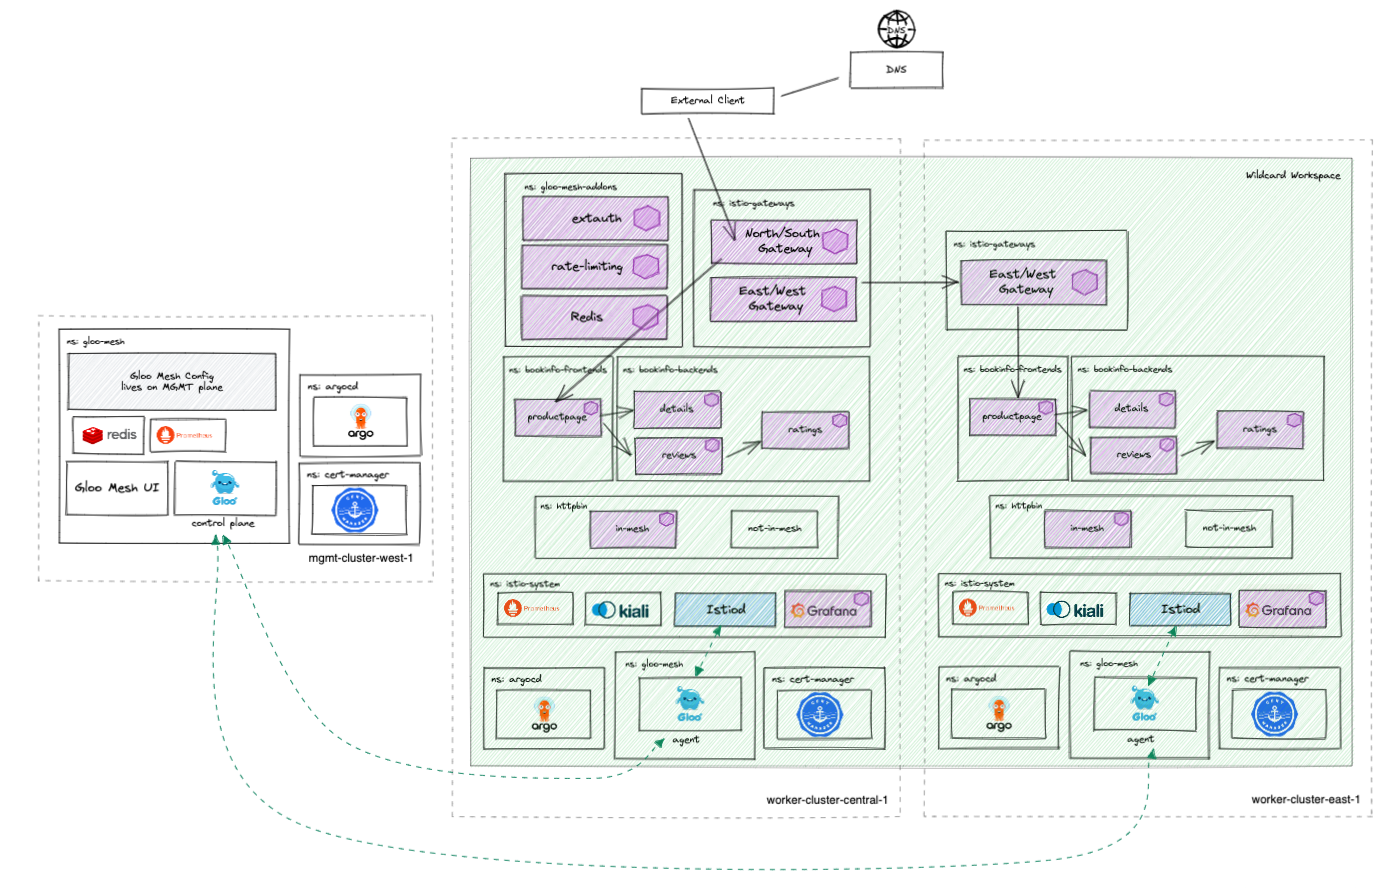 DNS
DNS
External Client
Wildcard Workspace
ns: gloo-mesh-addons
extauth
rate-limiting
Redis
ns: istio-gateways
North/South
Gateway
East/West
Gateway
ns: istio-gateways
East/West
Gateway
ns: gloo-mesh
Gloo Mesh Config
lives on MGMT plane
redis
Prometheus
Gloo Mesh UI
Gloo
control plane
ns: argocd
argo
ns: cert-manager
CERT
MANAGER
mgmt-cluster-west-1
ns: bookinfo-frontends
productpage
ns: bookinfo-backends
details
reviews
ratings
ns: bookinfo-frontends
productpage
ns: bookinfo-backends
details
reviews
ratings
ns: httpbin
in-mesh
not-in-mesh
ns: httpbin
in-mesh
not-in-mesh
ns: istio-system
Prometheus
kiali
Istiod
Grafana
ns: istio-system
Prometheus
kiali
Istiod
Grafana
ns: argocd
argo
ns: gloo-mesh
Gloo
agent
ns: cert-manager
CERT
MANAGER
ns: argocd
argo
ns: gloo-mesh
Gloo
agent
ns: cert-manager
CERT
MANAGER
worker-cluster-central-1
worker-cluster-east-1